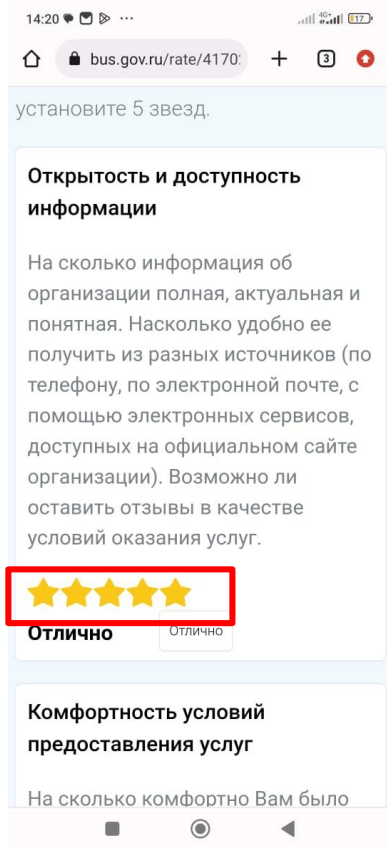 14:20
4G+
17
bus.gov.ru/rate/4170
3
установите 5 звезд.
Открытость и доступность
информации
На сколько информация об
организации полная, актуальная и
понятная. Насколько удобно ее
получить из разных источников (по
телефону, по электронной почте, с
помощью электронных сервисов,
доступных на официальном сайте
организации). Возможно ли
оставить отзывы в качестве
условий оказания услуг.
Отлично
Отлично
Комфортность условий
предоставления услуг
На сколько комфортно Вам было